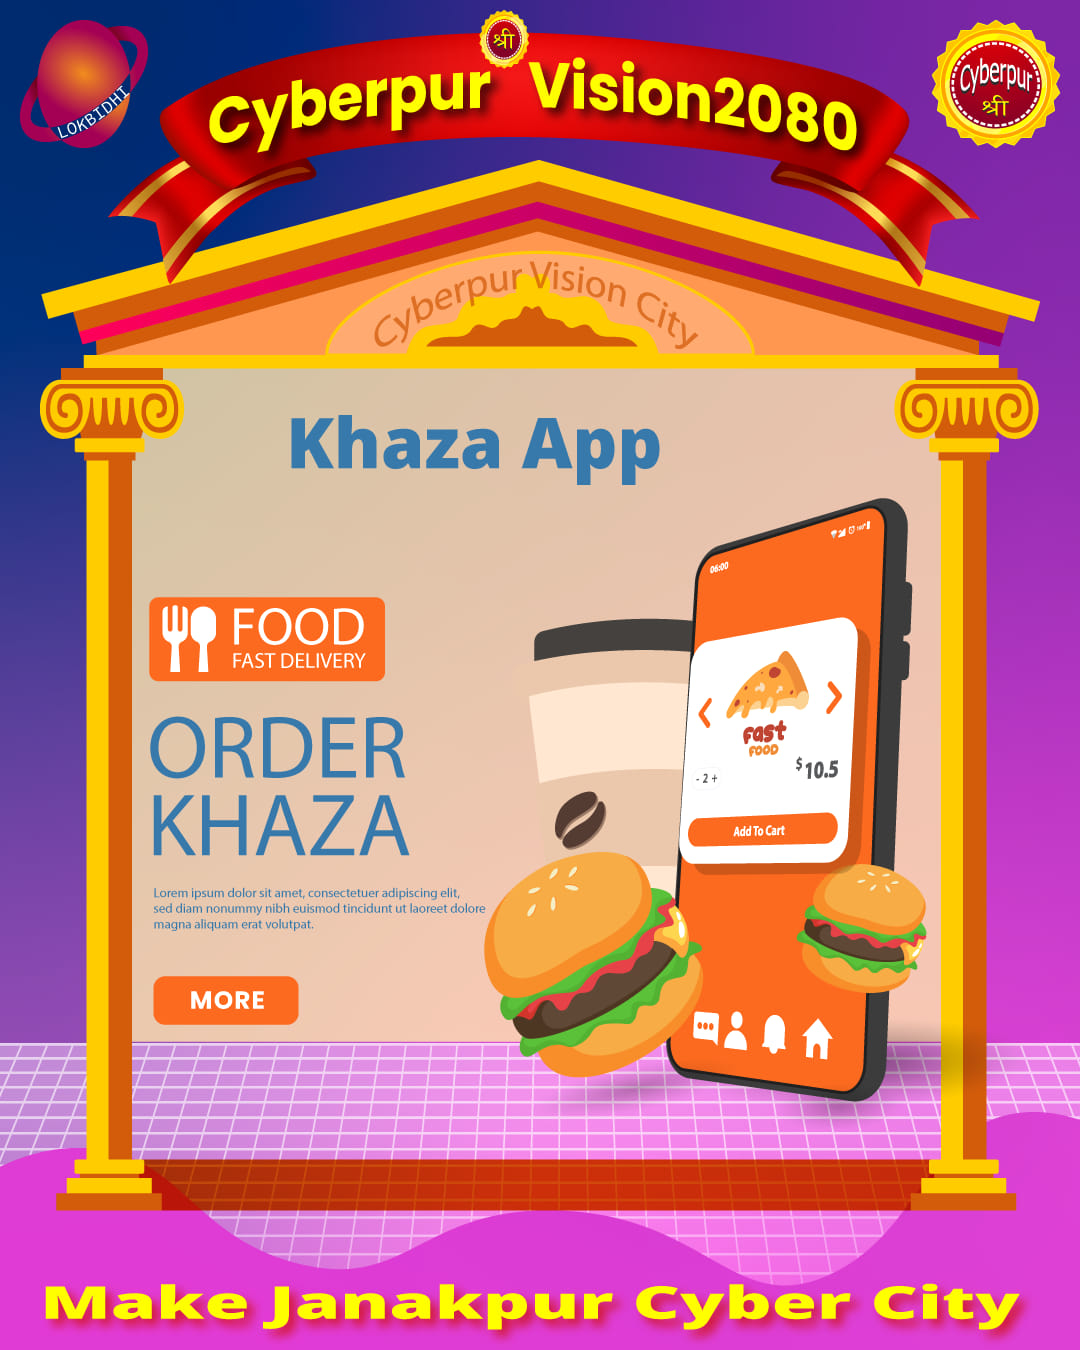 LOKBIDHI
श्री
Cyberpur Vision2080
Cyberpur
श्री
Cyberpur Vision City
Khaza App
06:00
100%
FOOD
FAST DELIVERY
ORDER
KHAZA
Lorem ipsum dolor sit amet, consectetuer adipiscing elit,
sed diam nonummy nibh euismod tincidunt ut laoreet dolore
magna aliquam erat volutpat.
MORE
Fast
FOOD
$10.5
- 2 +
Add To Cart
Make Janakpur Cyber City